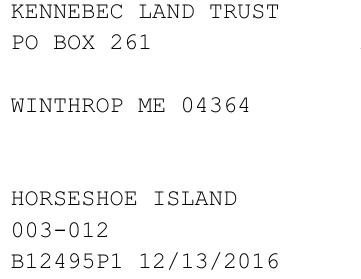 KENNEBEC LAND TRUST
PO BOX 261
WINTHROP ME 04364
HORSESHOE ISLAND
003-012
B12495P1 12/13/2016